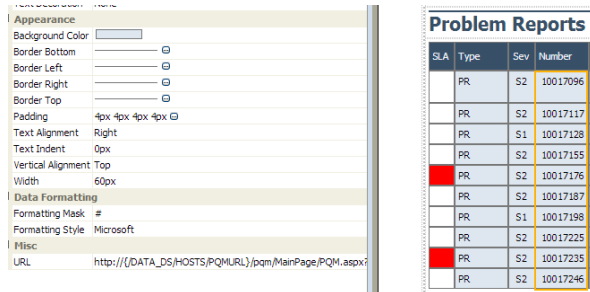 Text Decoration None
Appearance
Background Color
Border Bottom
Border Left
Border Right
Border Top
Padding 4px 4px 4px 4px
Text Alignment Right
Text Indent 0px
Vertical Alignment Top
Width 60px
Data Formatting
Formatting Mask #
Formatting Style Microsoft
Misc
URL http://{/DATA_DS/HOSTS/PQMURL}/pqm/MainPage/PQM.aspx?
Problem Reports
SLA Type Sev Number
PR S2 10017096
PR S2 10017117
PR S1 10017128
PR S2 10017155
PR S2 10017176
PR S2 10017187
PR S1 10017198
PR S2 10017225
PR S2 10017235
PR S2 10017246